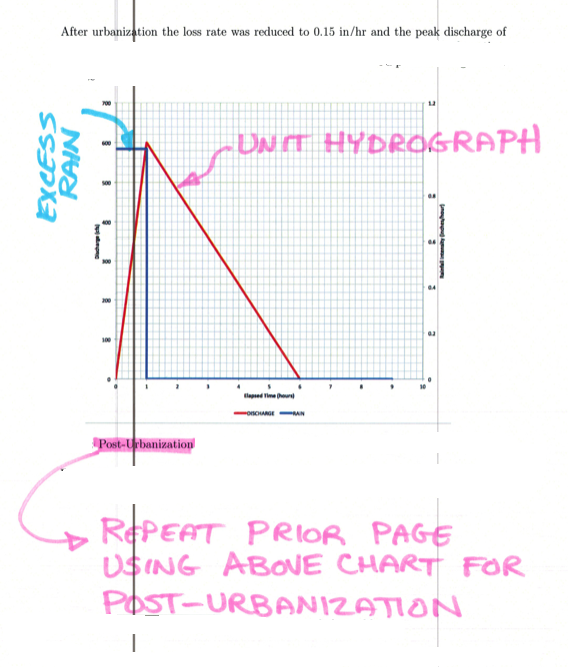 After urbanization the loss rate was reduced to 0.15 in/hr and the peak discharge of
EXCESS
RAIN
UNIT HYDROGRAPH
700
600
500
400
300
200
100
0
Discharge (cfs)
1.2
1
0.8
0.6
0.4
0.2
0
Rainfall Intensity (inches/hour)
0 1 2 3 4 5 6 7 8 9 10
Elapsed Time (hours)
DISCHARGE RAIN
Post-Urbanization
REPEAT PRIOR PAGE
USING ABOVE CHART FOR
POST-URBANIZATION